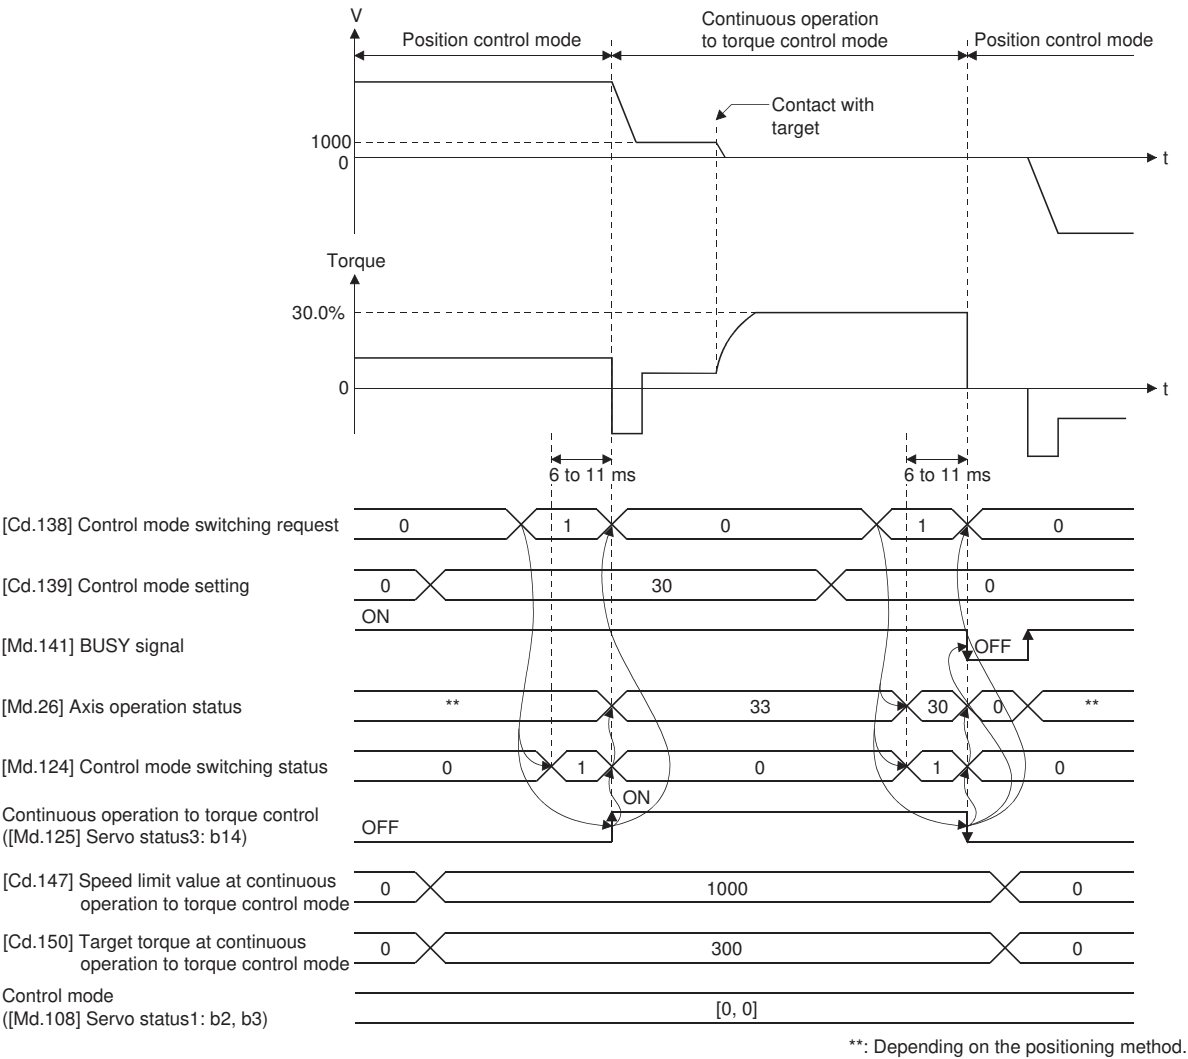 V
Position control mode
Continuous operation
to torque control mode
Position control mode
Contact with
target
1000
0
t
Torque
30.0%
0
t
6 to 11 ms
6 to 11 ms
[Cd.138] Control mode switching request
0
1
0
1
0
[Cd.139] Control mode setting
0
30
0
ON
[Md.141] BUSY signal
OFF
[Md.26] Axis operation status
**
33
30
0
**
[Md.124] Control mode switching status
0
1
0
1
0
ON
Continuous operation to torque control
([Md.125] Servo status3: b14)
OFF
[Cd.147] Speed limit value at continuous
operation to torque control mode
0
1000
0
[Cd.150] Target torque at continuous
operation to torque control mode
0
300
0
Control mode
([Md.108] Servo status1: b2, b3)
[0, 0]
**: Depending on the positioning method.